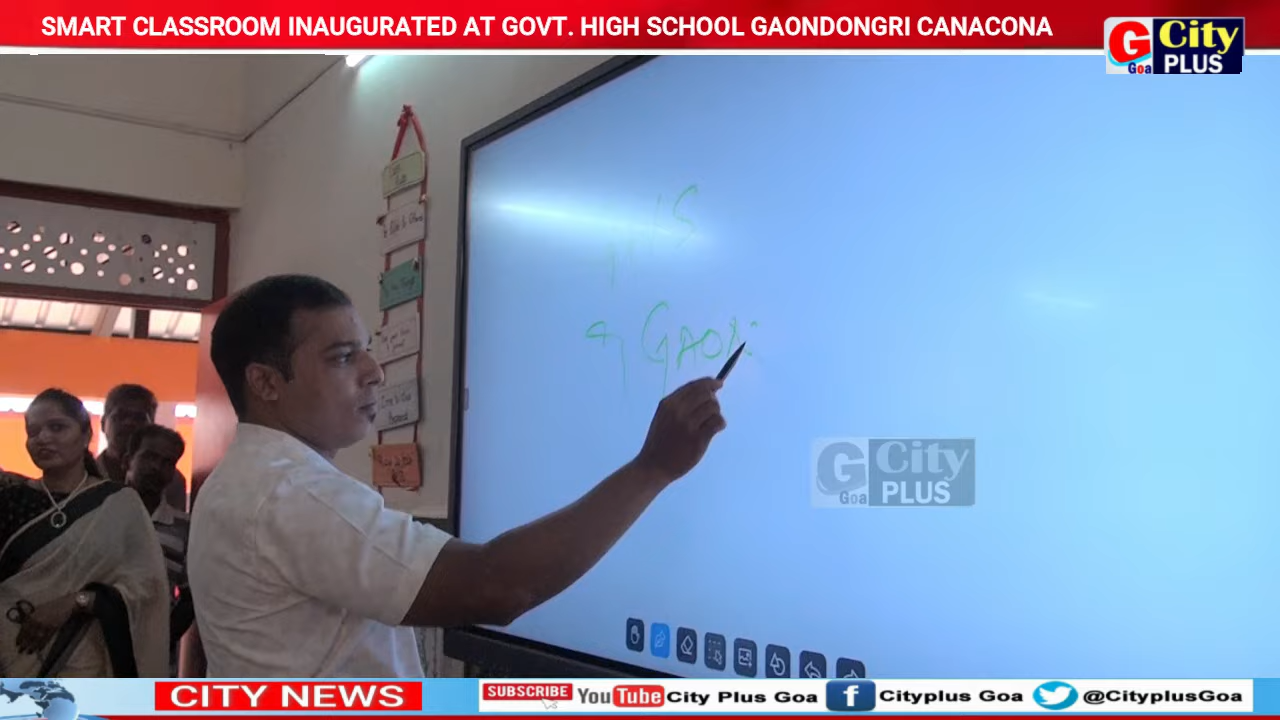 SMART CLASSROOM INAUGURATED AT GOVT. HIGH SCHOOL GAONDONGRI CANACONA
G City
Goa PLUS
G City
Goa PLUS
CITY NEWS
SUBSCRIBE YouTube City Plus Goa f Cityplus Goa @CityplusGoa